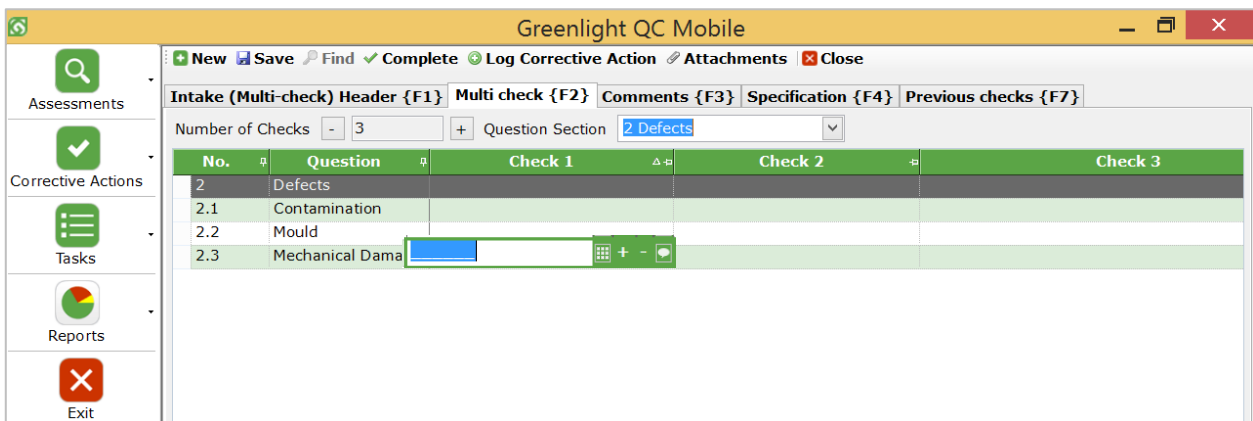 Greenlight QC Mobile
New Save Find Complete Log Corrective Action Attachments Close
Assessments
Intake (Multi-check) Header {F1} Multi check {F2} Comments {F3} Specification {F4} Previous checks {F7}
Number of Checks - 3 + Question Section 2 Defects
No. Question Check 1 Check 2 Check 3
Corrective Actions
2 Defects
2.1 Contamination
2.2 Mould
2.3 Mechanical Dama
+ -
Tasks
Reports
Exit